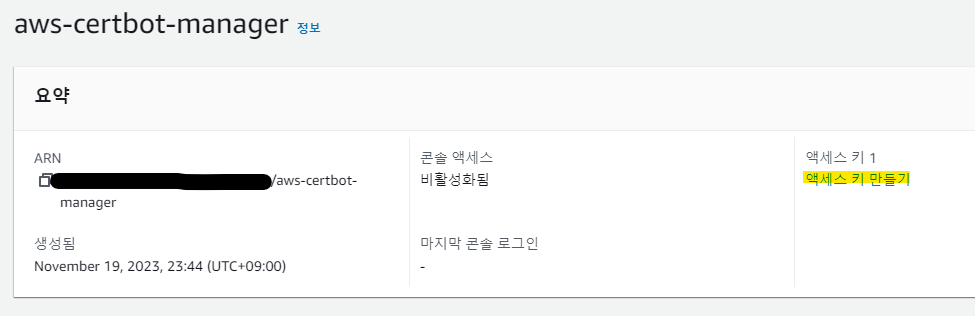 aws-certbot-manager 정보
요약
ARN
/aws-certbot-
manager
콘솔 액세스
비활성화됨
액세스 키 1
액세스 키 만들기
생성됨
November 19, 2023, 23:44 (UTC+09:00)
마지막 콘솔 로그인
-